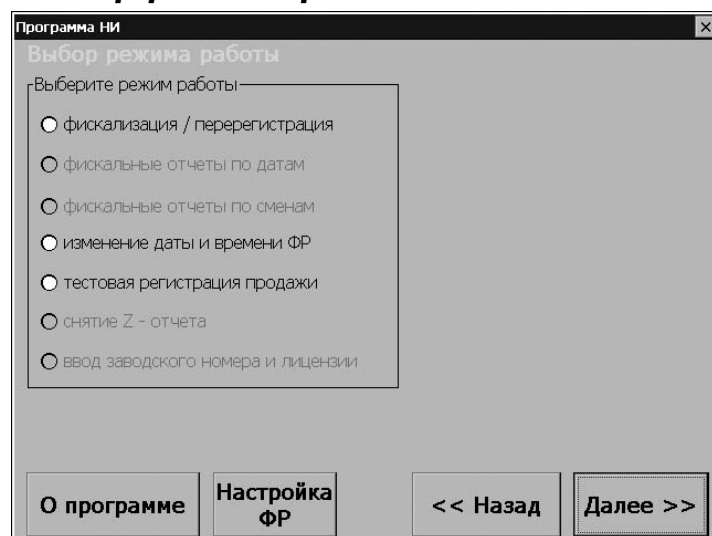 Программа НИ
Выбор режима работы
Выберите режим работы
фискализация / перерегистрация
фискальные отчеты по датам
фискальные отчеты по сменам
изменение даты и времени ФР
тестовая регистрация продажи
снятие Z - отчета
ввод заводского номера и лицензии
О программе
Настройка
ФР
<< Назад
Далее >>